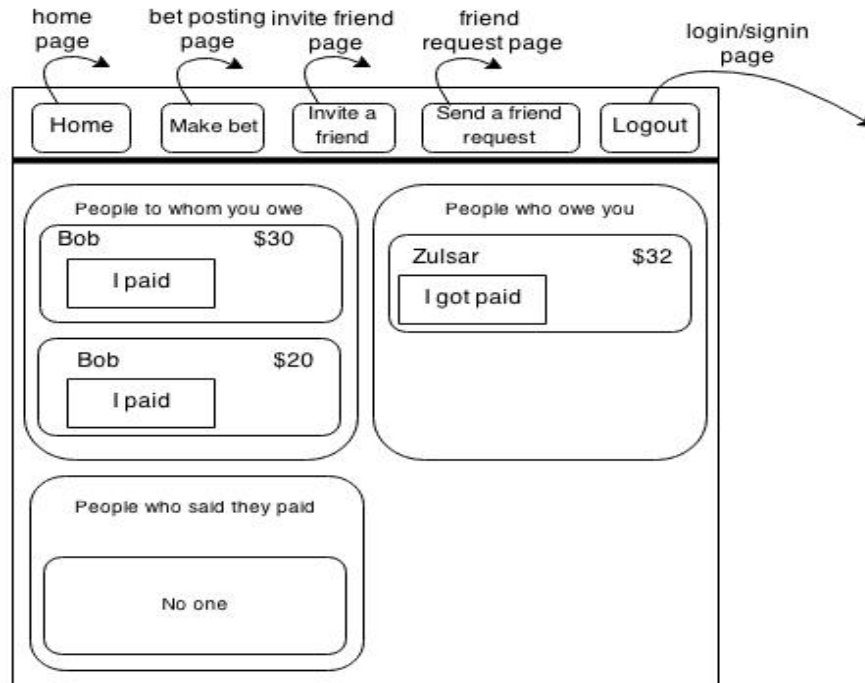 home
page
bet posting
page
invite friend
page
friend
request page
login/signin
page
Home
Make bet
Invite a
friend
Send a friend
request
Logout
People to whom you owe
Bob $30
I paid
Bob $20
I paid
People who owe you
Zulsar $32
I got paid
People who said they paid
No one